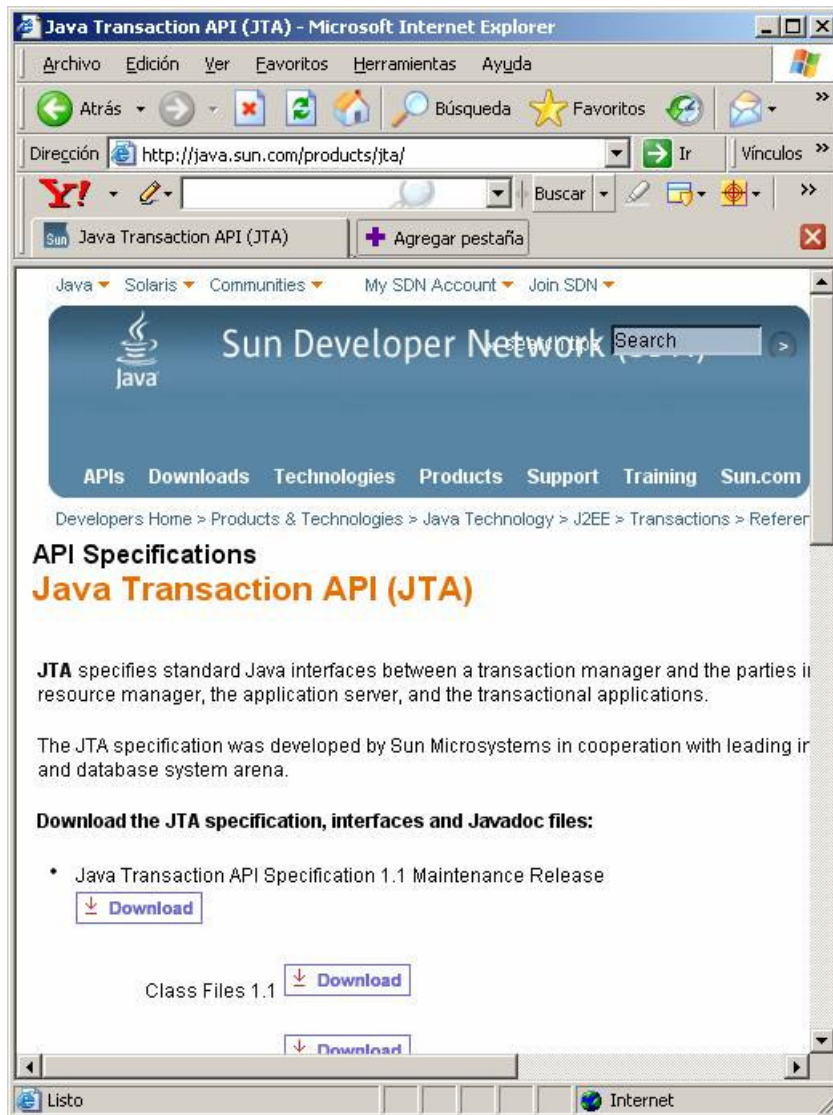 Java Transaction API (JTA) - Microsoft Internet Explorer
Archivo Edición Ver Favoritos Herramientas Ayuda
Atrás Búsqueda Favoritos »
Dirección http://java.sun.com/products/jta/ Ir Vínculos »
Y! Buscar »
Sun Java Transaction API (JTA) Agregar pestaña
Java Solaris Communities My SDN Account Join SDN
Java Sun Developer Network (SDN) » search tips Search >
APIs Downloads Technologies Products Support Training Sun.com
Developers Home > Products & Technologies > Java Technology > J2EE > Transactions > Referen
API Specifications
Java Transaction API (JTA)
JTA specifies standard Java interfaces between a transaction manager and the parties
resource manager, the application server, and the transactional applications.
The JTA specification was developed by Sun Microsystems in cooperation with leading
and database system arena.
Download the JTA specification, interfaces and Javadoc files:
• Java Transaction API Specification 1.1 Maintenance Release
Download
Class Files 1.1 Download
Download
Listo Internet